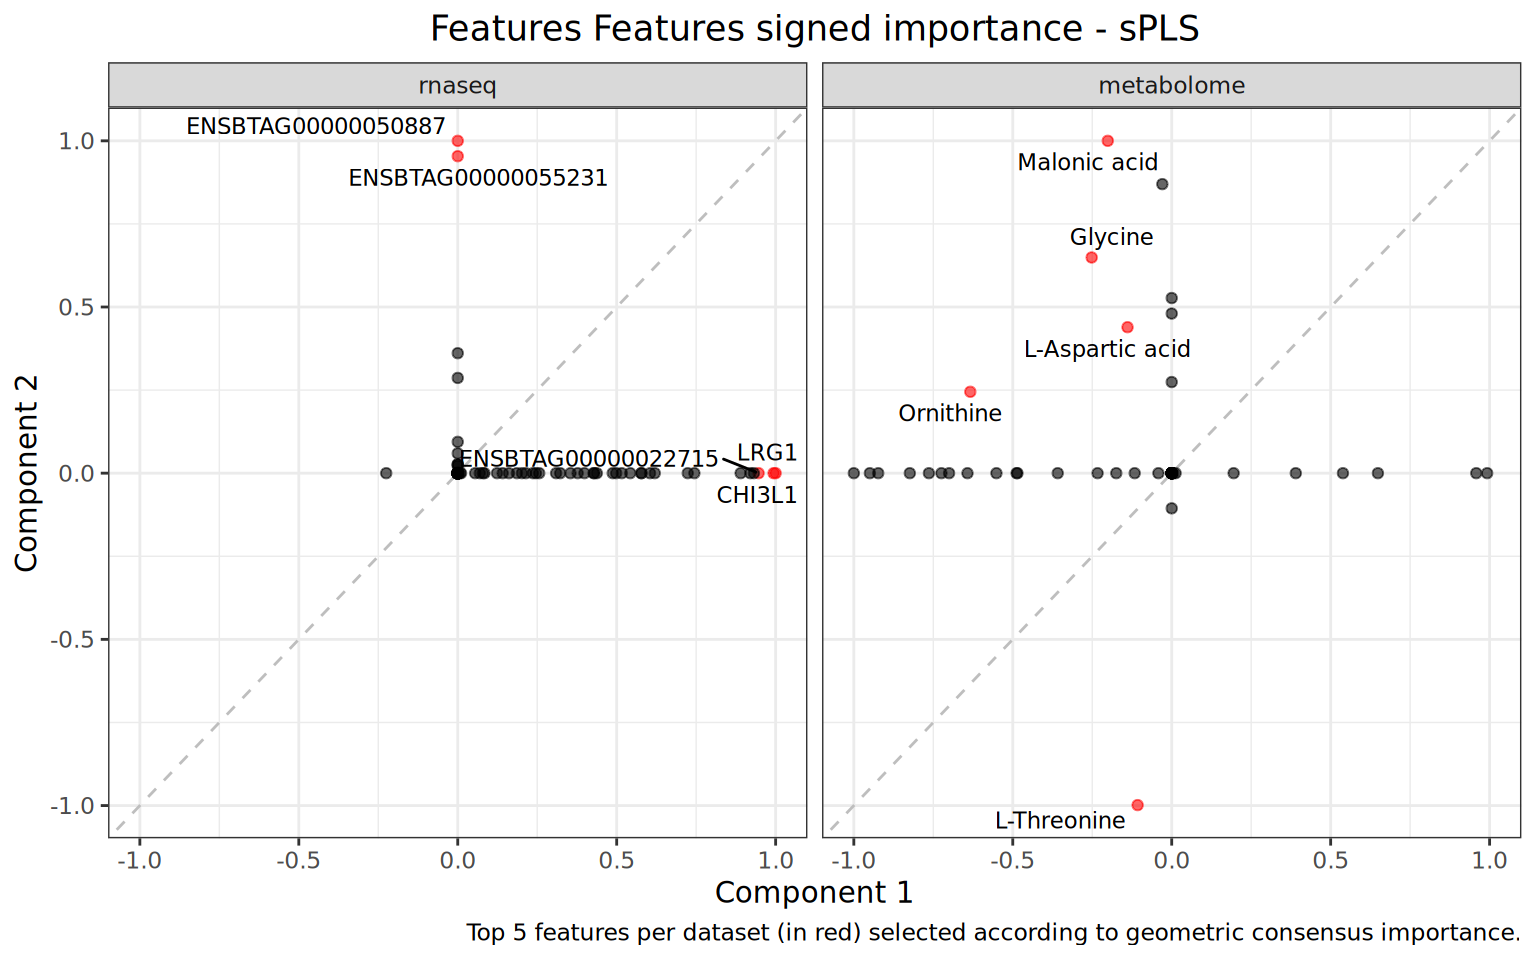 Features Features signed importance - sPLS
rnaseq
metabolome
Component 2
1.0
0.5
0.0
-0.5
-1.0
ENSBTAG00000050887
ENSBTAG00000055231
ENSBTAG00000022715
LRG1
CHI3L1
Malonic acid
Glycine
L-Aspartic acid
Ornithine
L-Threonine
-1.0 -0.5 0.0 0.5 1.0
-1.0 -0.5 0.0 0.5 1.0
Component 1
Top 5 features per dataset (in red) selected according to geometric consensus importance.